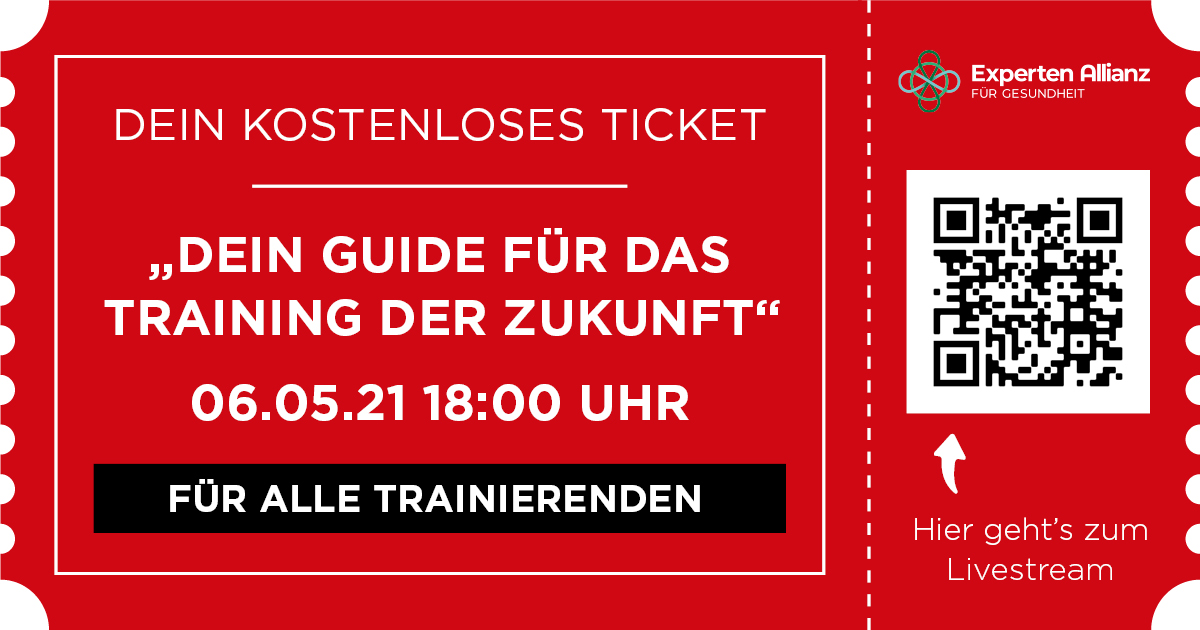 DEIN KOSTENLOSES TICKET
„DEIN GUIDE FÜR DAS
TRAINING DER ZUKUNFT“
06.05.21 18:00 UHR
FÜR ALLE TRAINIERENDEN
Experten Allianz
FÜR GESUNDHEIT
Hier geht’s zum
Livestream